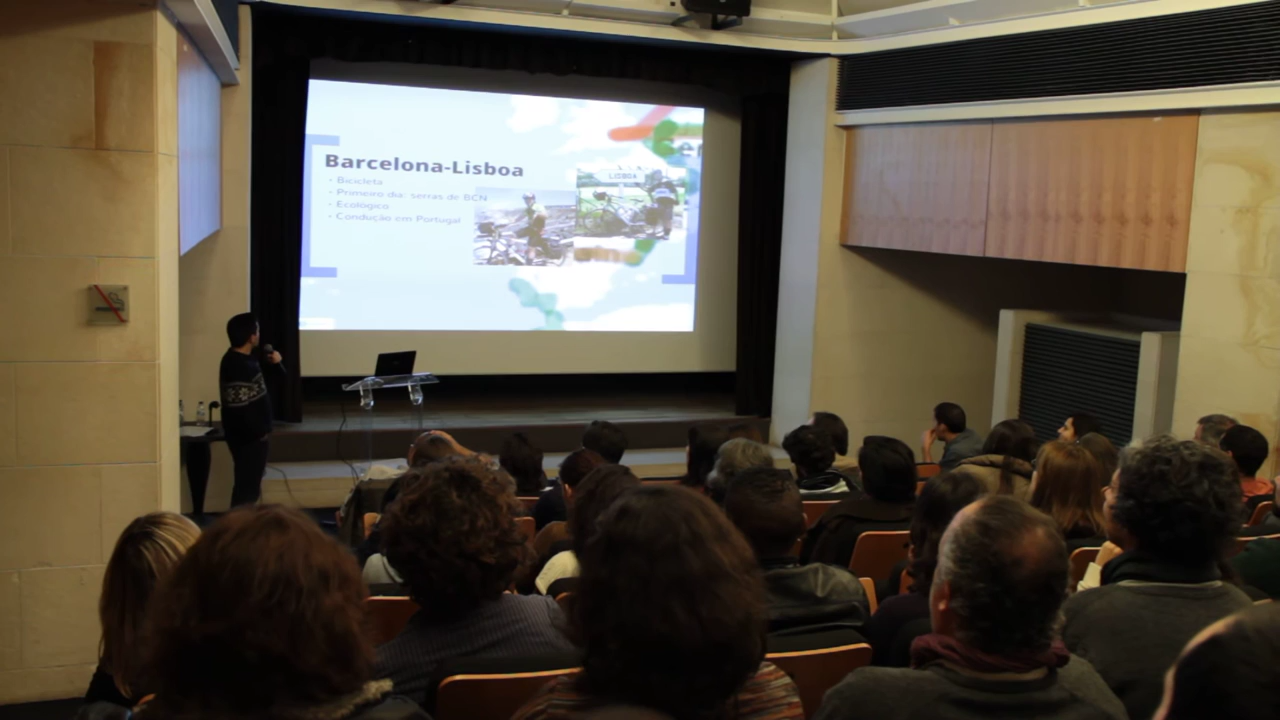 Barcelona-Lisboa
• Bicicleta
• Primeiro dia: serras de BCN
• Ecológico
• Condução em Portugal
LISBOA